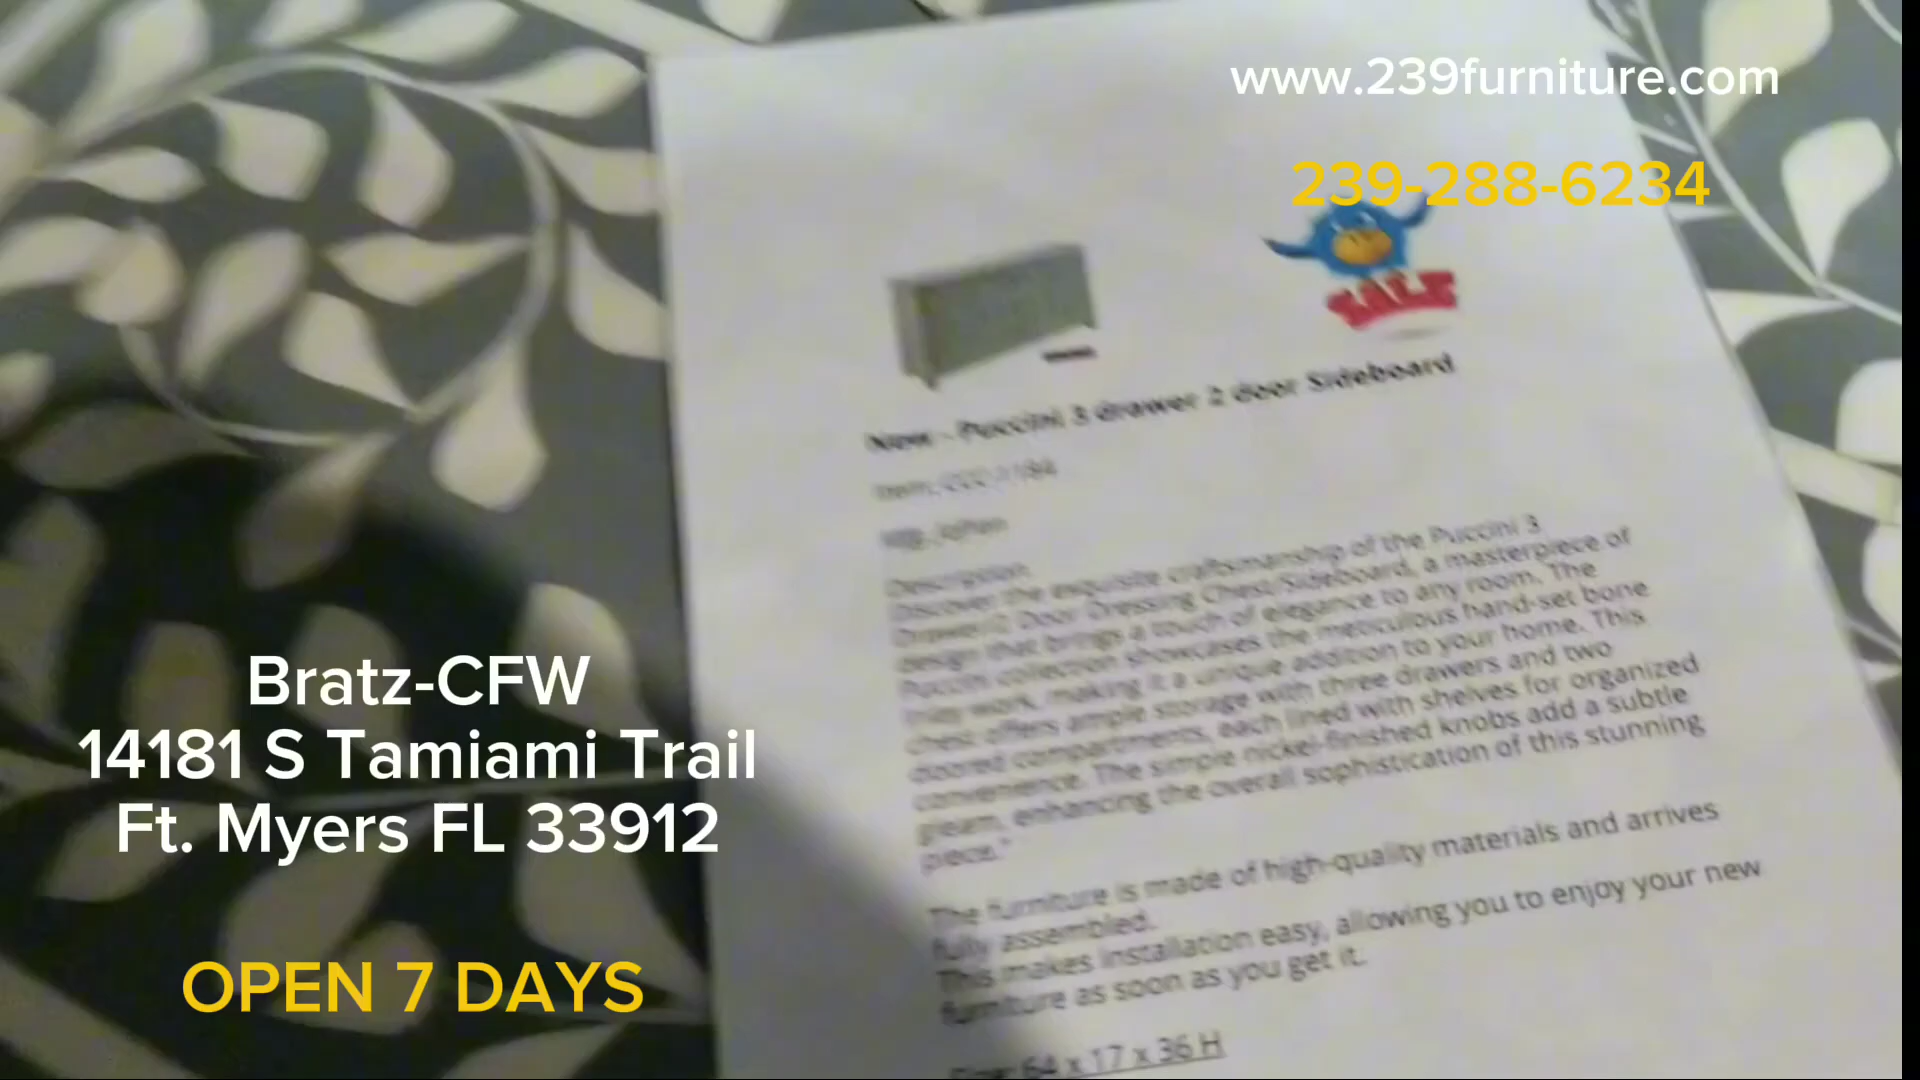 www.239furniture.com
239-288-6234
SALE
New - Puccini 3 drawer 2 door Sideboard
Description
Discover the exquisite craftsmanship of the Puccini 3
Drawer/2 Door Dressing Chest/Sideboard, a masterpiece of
design that brings a touch of elegance to any room. The
Puccini collection showcases the meticulous hand-set bone
inlay work, making it a unique addition to your home. This
chest offers ample storage with three drawers and two
doored compartments, each lined with shelves for organized
convenience. The simple nickel-finished knobs add a subtle
gleam, enhancing the overall sophistication of this stunning
piece."
The furniture is made of high-quality materials and arrives
fully assembled.
This makes installation easy, allowing you to enjoy your new
furniture as soon as you get it.
Size: 64 x 17 x 36 H
Bratz-CFW
14181 S Tamiami Trail
Ft. Myers FL 33912
OPEN 7 DAYS